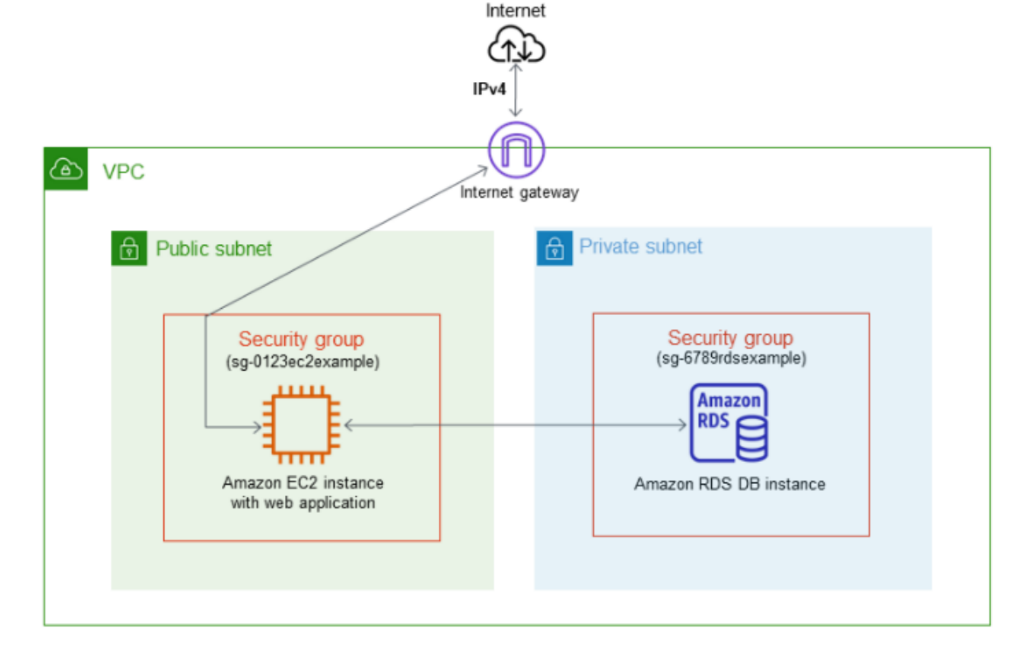 Internet
IPv4
VPC
Internet gateway
Public subnet
Private subnet
Security group
(sg-0123ec2example)
Amazon EC2 instance
with web application
Security group
(sg-6789rdsexample)
Amazon
RDS
Amazon RDS DB instance